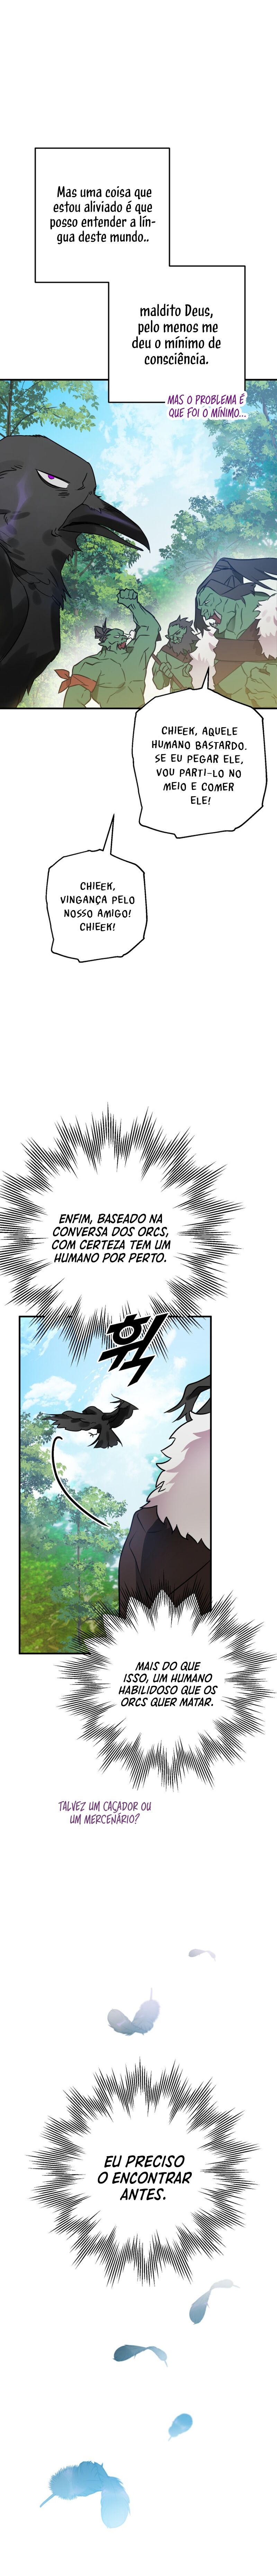 Mas uma coisa que
estou aliviado é que
posso entender a lín-
gua deste mundo..
maldito Deus,
pelo menos me
deu o mínimo de
consciência.
MAS O PROBLEMA É
QUE FOI O MÍNIMO...
CHIEEK, AQUELE
HUMANO BASTARDO.
SE EU PEGAR ELE,
VOU PARTI-LO NO
MEIO E COMER
ELE!
CHIEEK,
VINGANÇA PELO
NOSSO AMIGO!
CHIEEK!
ENFIM, BASEADO NA
CONVERSA DOS ORCS,
COM CERTEZA TEM UM
HUMANO POR PERTO.
휙
MAIS DO QUE
ISSO, UM HUMANO
HABILIDOSO QUE OS
ORCS QUER MATAR.
TALVEZ UM CAÇADOR OU
UM MERCENÁRIO?
EU PRECISO
O ENCONTRAR
ANTES.